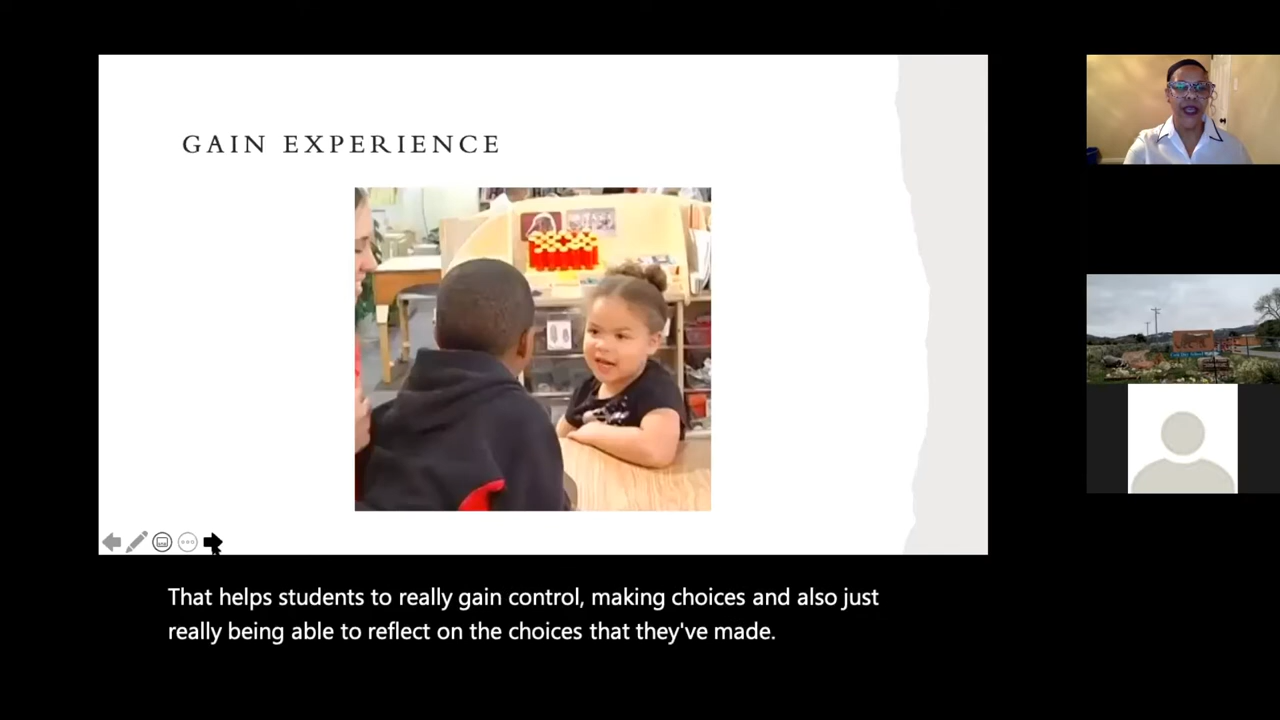 GAIN EXPERIENCE
That helps students to really gain control, making choices and also just
really being able to reflect on the choices that they've made.